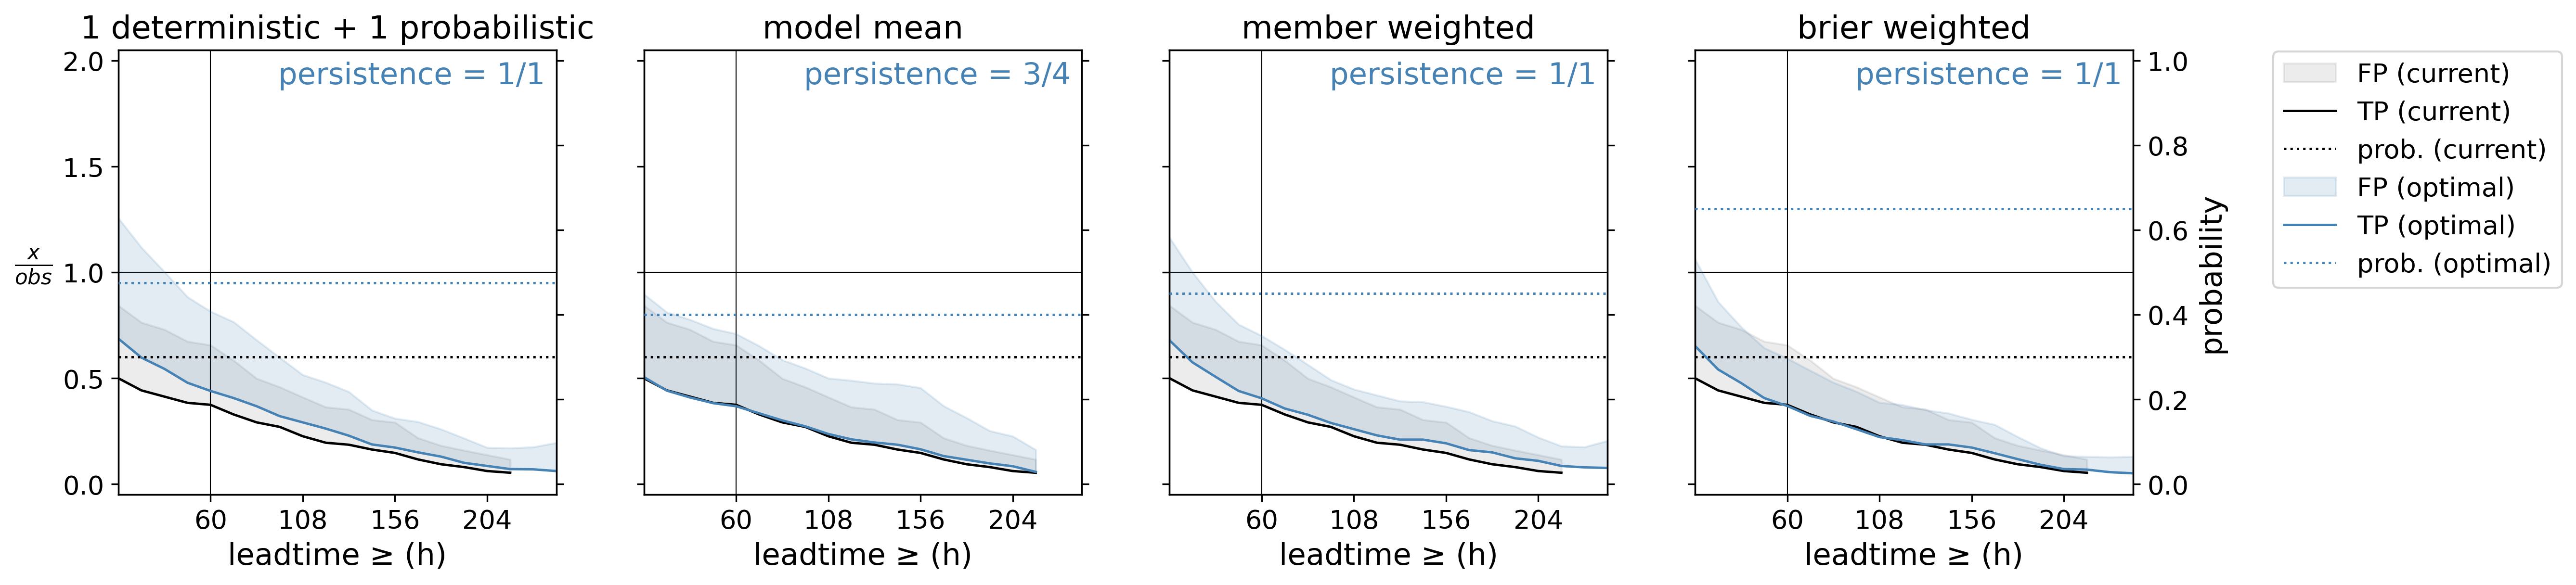 1 deterministic + 1 probabilistic
model mean
member weighted
brier weighted
persistence = 1/1
persistence = 3/4
persistence = 1/1
persistence = 1/1
2.0
1.5
x
obs
1.0
0.5
0.0
1.0
0.8
0.6
0.4
0.2
0.0
probability
60 108 156 204
60 108 156 204
60 108 156 204
60 108 156 204
leadtime ≥ (h)
leadtime ≥ (h)
leadtime ≥ (h)
leadtime ≥ (h)
FP (current)
TP (current)
prob. (current)
FP (optimal)
TP (optimal)
prob. (optimal)